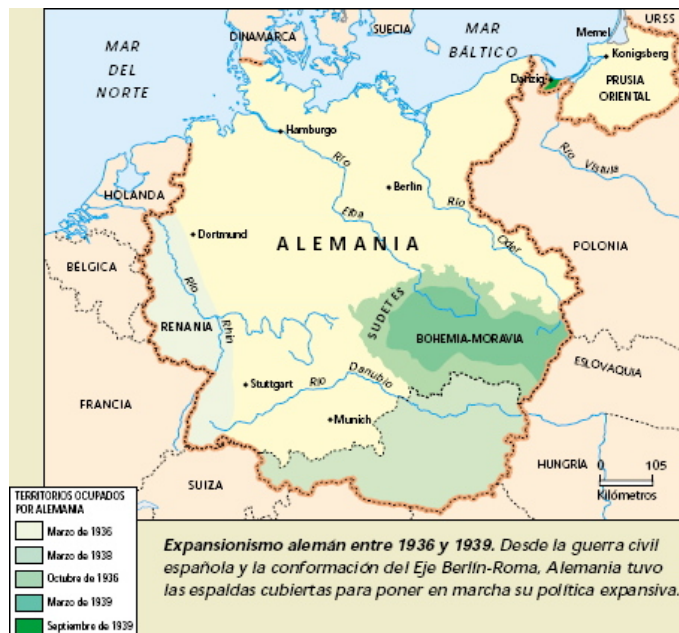 MAR
DEL
NORTE
DINAMARCA
SUECIA
MAR
BÁLTICO
URSS
Memel
Konigsberg
Danzig
PRUSIA
ORIENTAL
Hamburgo
Río
Vístula
Río
Elba
Berlin
Río
Oder
HOLANDA
Dortmund
ALEMANIA
POLONIA
BÉLGICA
Río
Rhin
RENANIA
SUDETES
BOHEMIA-MORAVIA
ESLOVAQUIA
Stuttgart
Río
Danubio
FRANCIA
Munich
SUIZA
HUNGRÍA
0 105
Kilómetros
TERRITORIOS OCUPADOS
POR ALEMANIA
Marzo de 1936
Marzo de 1938
Octubre de 1936
Marzo de 1939
Septiembre de 1939
Expansionismo alemán entre 1936 y 1939. Desde la guerra civil
española y la conformación del Eje Berlín-Roma, Alemania tuvo
las espaldas cubiertas para poner en marcha su política expansiva.